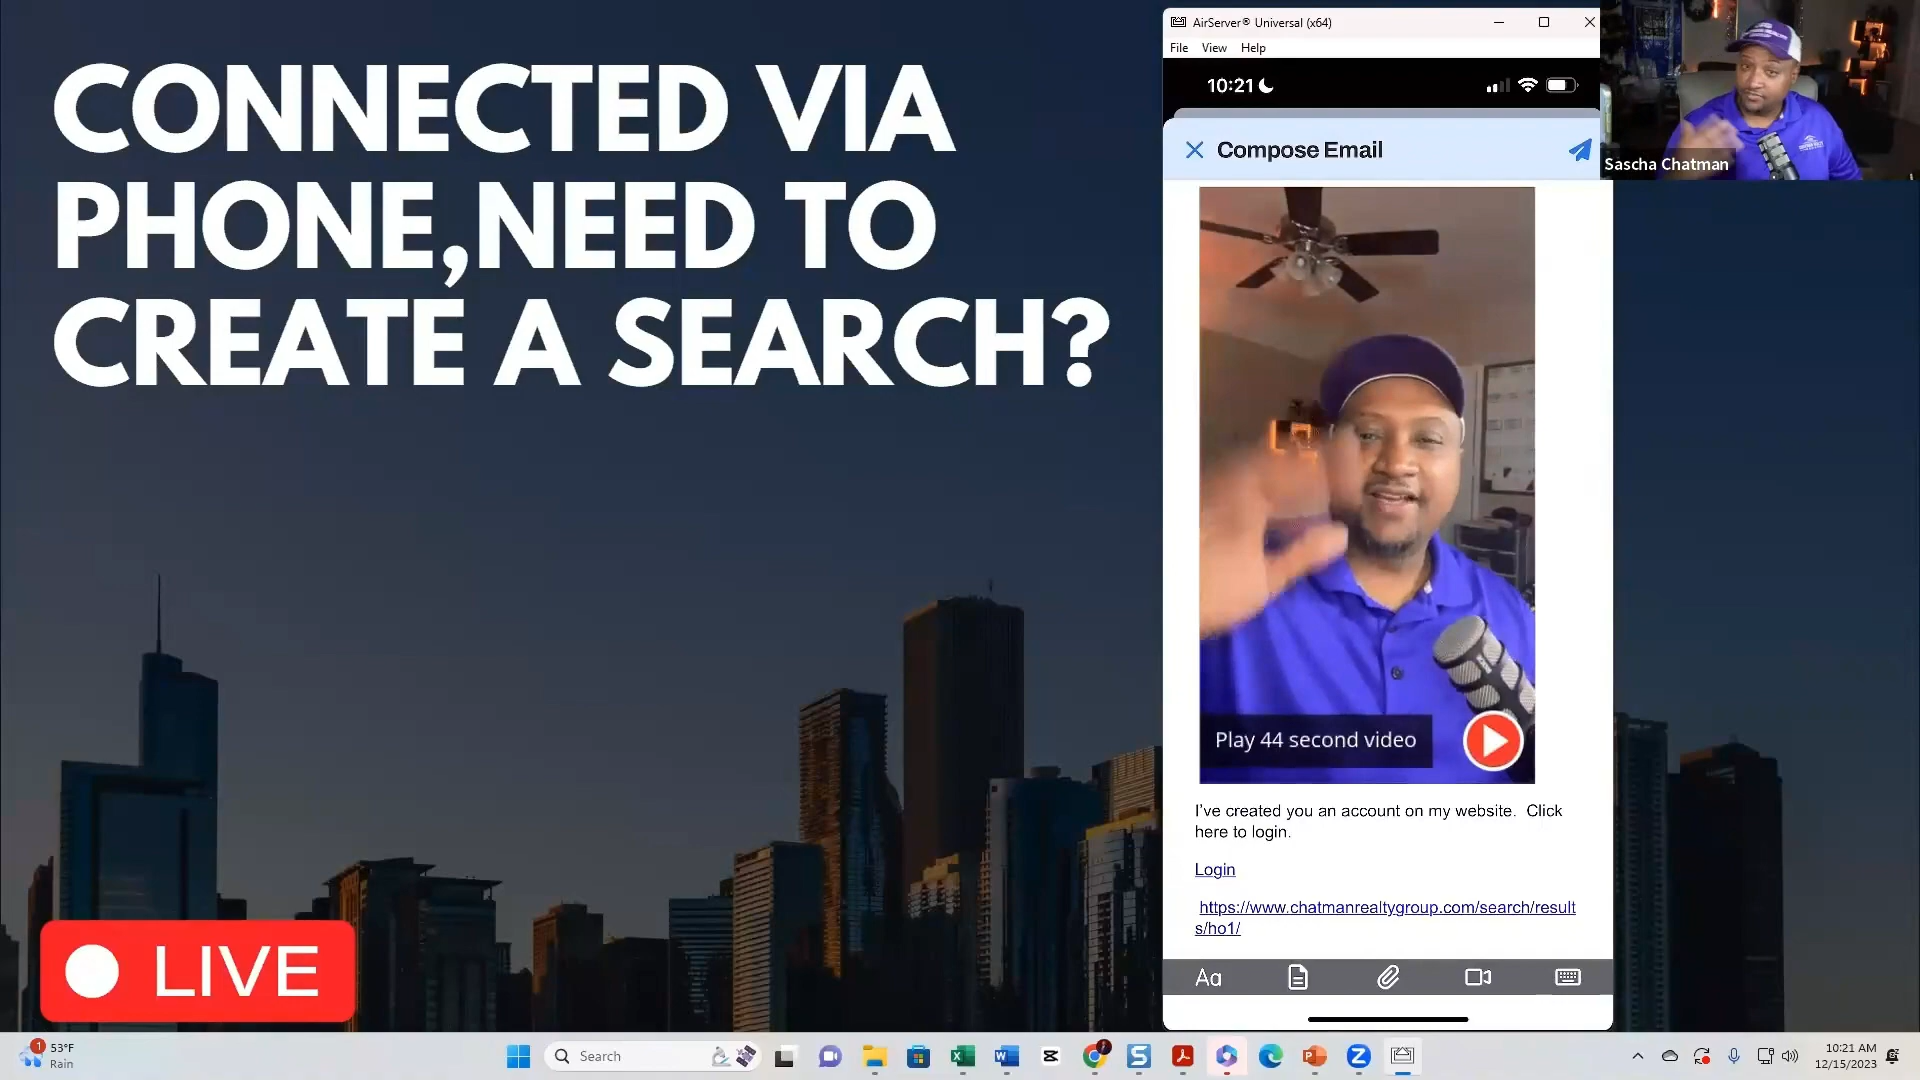 CONNECTED VIA
PHONE,NEED TO
CREATE A SEARCH?
LIVE
AirServer® Universal (x64)
File View Help
10:21
Compose Email
Play 44 second video
I've created you an account on my website. Click
here to login.
Login
https://www.chatmanrealtygroup.com/search/result
s/ho1/
Aa
Sascha Chatman
1
53°F
Rain
Search
10:21 AM
12/15/2023